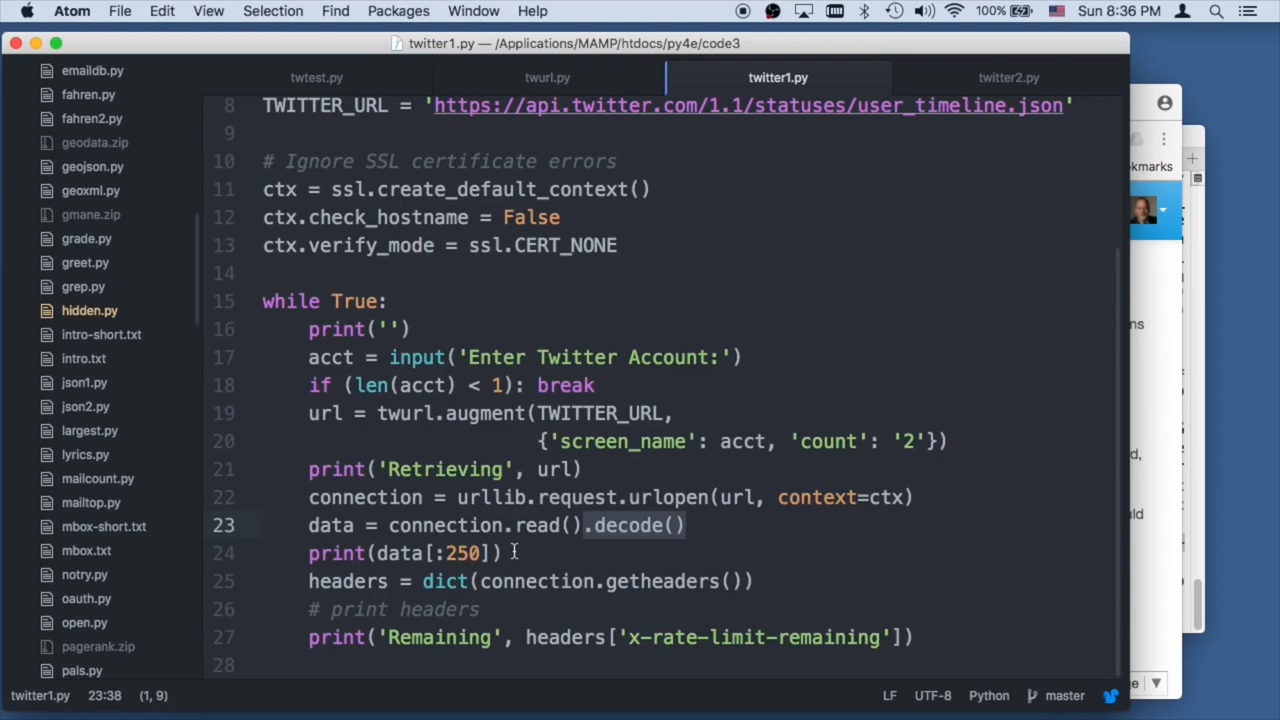 Atom File Edit View Selection Find Packages Window Help 100% Sun 8:36 PM
twitter1.py — /Applications/MAMP/htdocs/py4e/code3
twtest.py twurl.py twitter1.py twitter2.py
emaildb.py
fahren.py
fahren2.py
geodata.zip
geojson.py
geoxml.py
gmane.zip
grade.py
greet.py
grep.py
hidden.py
intro-short.txt
intro.txt
json1.py
json2.py
largest.py
lyrics.py
mailcount.py
mailtop.py
mbox-short.txt
mbox.txt
notry.py
oauth.py
open.py
pagerank.zip
pals.py
8 TWITTER_URL = 'https://api.twitter.com/1.1/statuses/user_timeline.json'
9
10 # Ignore SSL certificate errors
11 ctx = ssl.create_default_context()
12 ctx.check_hostname = False
13 ctx.verify_mode = ssl.CERT_NONE
14
15 while True:
16 print('')
17 acct = input('Enter Twitter Account:')
18 if (len(acct) < 1): break
19 url = twurl.augment(TWITTER_URL,
20 {'screen_name': acct, 'count': '2'})
21 print('Retrieving', url)
22 connection = urllib.request.urlopen(url, context=ctx)
23 data = connection.read().decode()
24 print(data[:250])
25 headers = dict(connection.getheaders())
26 # print headers
27 print('Remaining', headers['x-rate-limit-remaining'])
28
twitter1.py 23:38 (1, 9) LF UTF-8 Python master